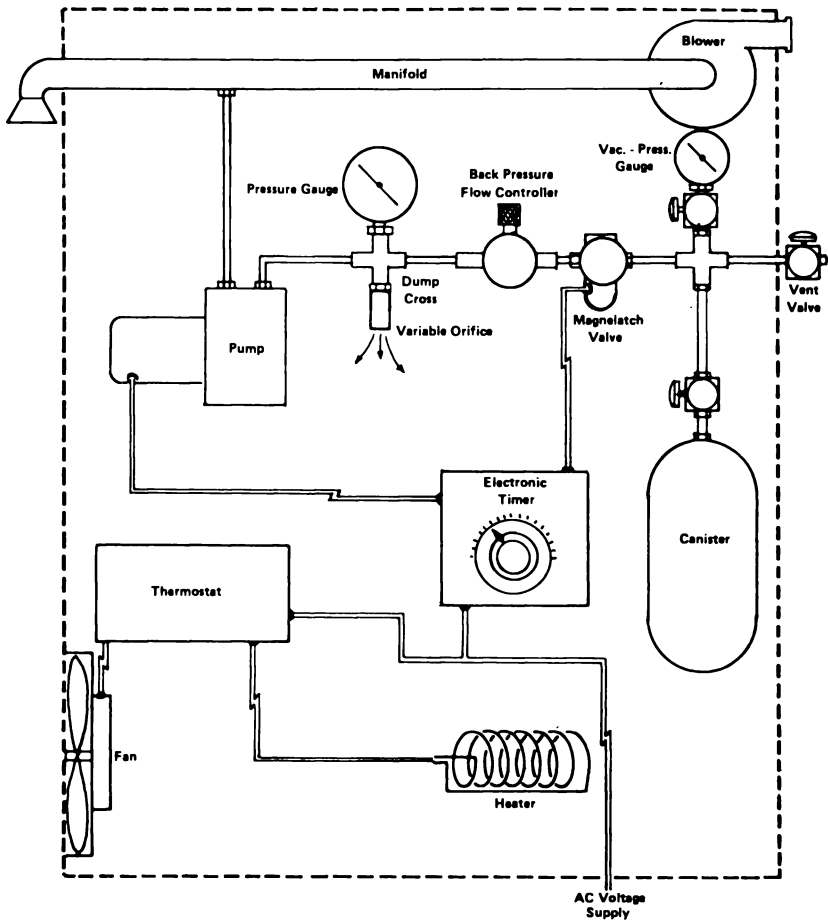 Blower
Manifold
Vac. - Press.
Gauge
Back Pressure
Flow Controller
Pressure Gauge
Dump
Cross
Vent
Valve
Magnelatch
Valve
Variable Orifice
Pump
Electronic
Timer
Canister
Thermostat
Fan
Heater
AC Voltage
Supply